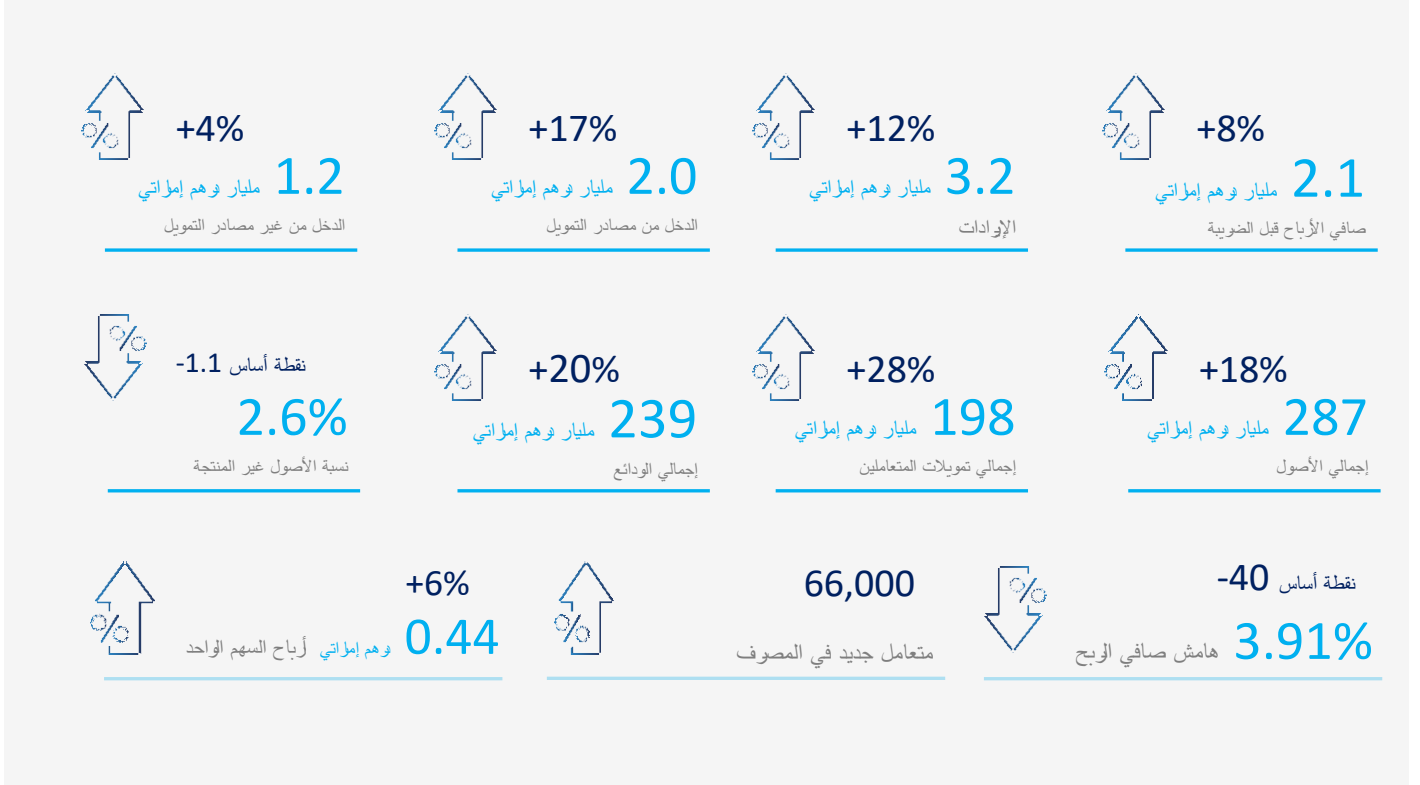 +8%
2.1 مليار درهم إماراتي
صافي الأرباح قبل الضريبة
+12%
3.2 مليار درهم إماراتي
الإيرادات
+17%
2.0 مليار درهم إماراتي
الدخل من مصادر التمويل
+4%
1.2 مليار درهم إماراتي
الدخل من غير مصادر التمويل
+18%
287 مليار درهم إماراتي
إجمالي الأصول
+28%
198 مليار درهم إماراتي
إجمالي تمويلات المتعاملين
+20%
239 مليار درهم إماراتي
إجمالي الودائع
-1.1 نقطة أساس
2.6%
نسبة الأصول غير المنتجة
-40 نقطة أساس
3.91% هامش صافي الربح
66,000
متعامل جديد في المصرف
+6%
0.44 درهم إماراتي أرباح السهم الواحد